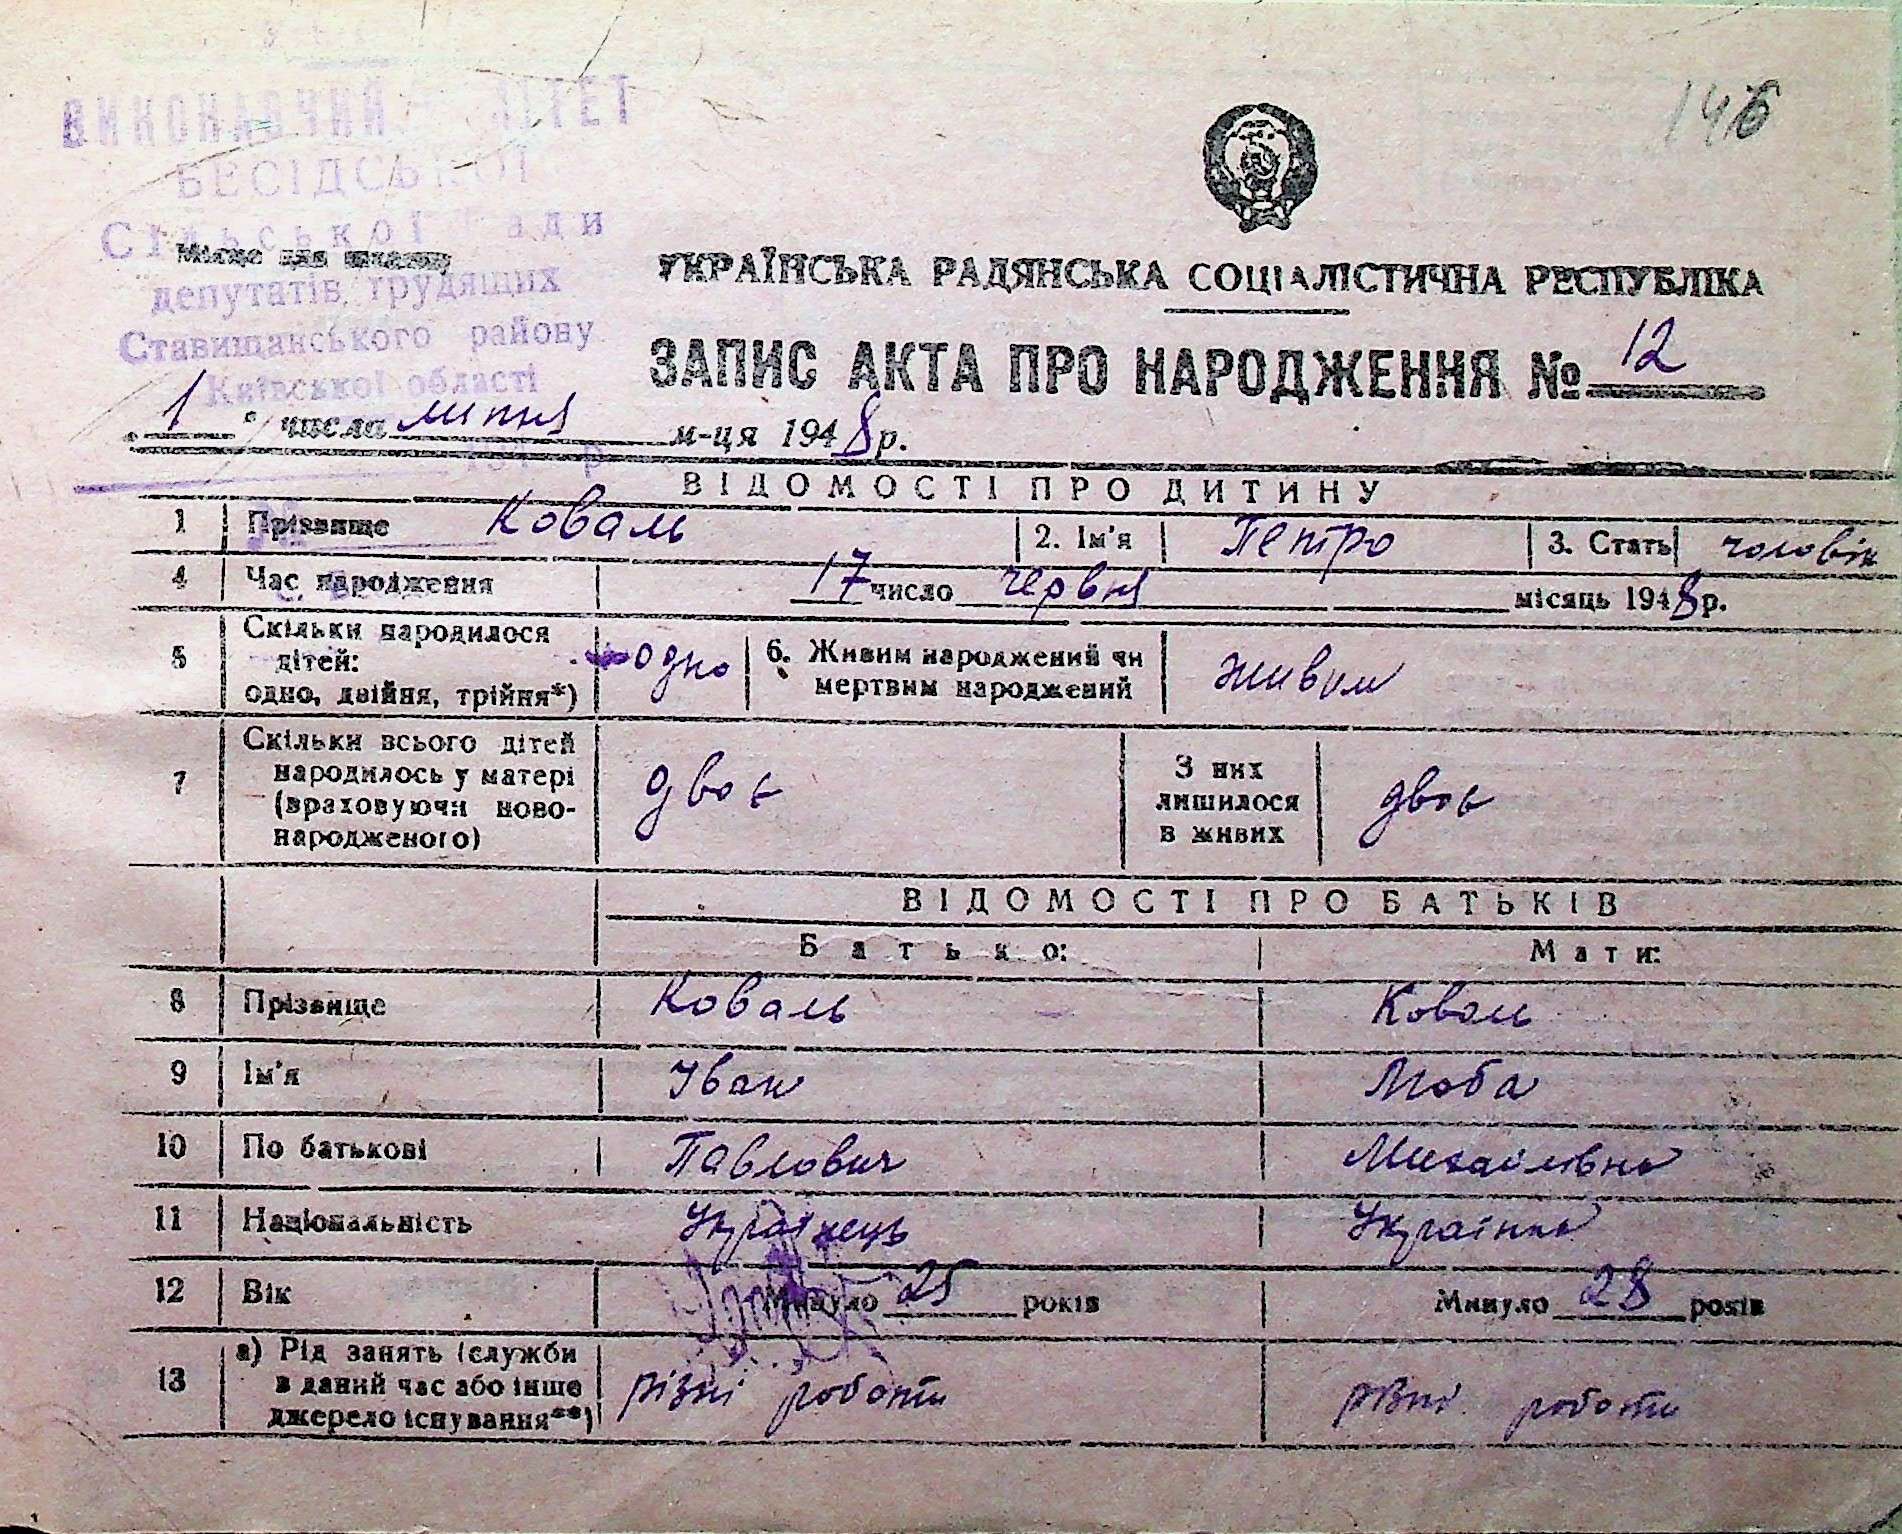 ВИКОНАВЧИЙ
146
БЕСІДСЬКОЇ
Сільської ради
Місце для штампу
депутатів трудящих
Ставищанського району
Київської області
УКРАЇНСЬКА РАДЯНСЬКА СОЦІАЛІСТИЧНА РЕСПУБЛІКА
ЗАПИС АКТА ПРО НАРОДЖЕННЯ № 12
1 числа липня м-ця 1948 р.
ВІДОМОСТІ ПРО ДИТИНУ
1 Прізвище Коваль 2. Ім'я Петро 3. Стать чоловік
4 Час народження 17 число червня місяць 1948 р.
5 Скільки народилося
дітей:
одно, двійня, трійня*) одно
6. Живим народжений чи
мертвим народжений живим
7 Скільки всього дітей
народилось у матері
(враховуючи ново-
народженого) двоє
З них
лишилося
в живих двоє
ВІДОМОСТІ ПРО БАТЬКІВ
Батько: Мати:
8 Прізвище Коваль Коваль
9 Ім'я Іван
10 По батькові Павлович Михайлівна
11 Національність Українець Українка
12 Вік Минуло 25 років Минуло 28 років
13 а) Рід занять (служби
в даний час або інше
джерело існування**) різні роботи різні роботи